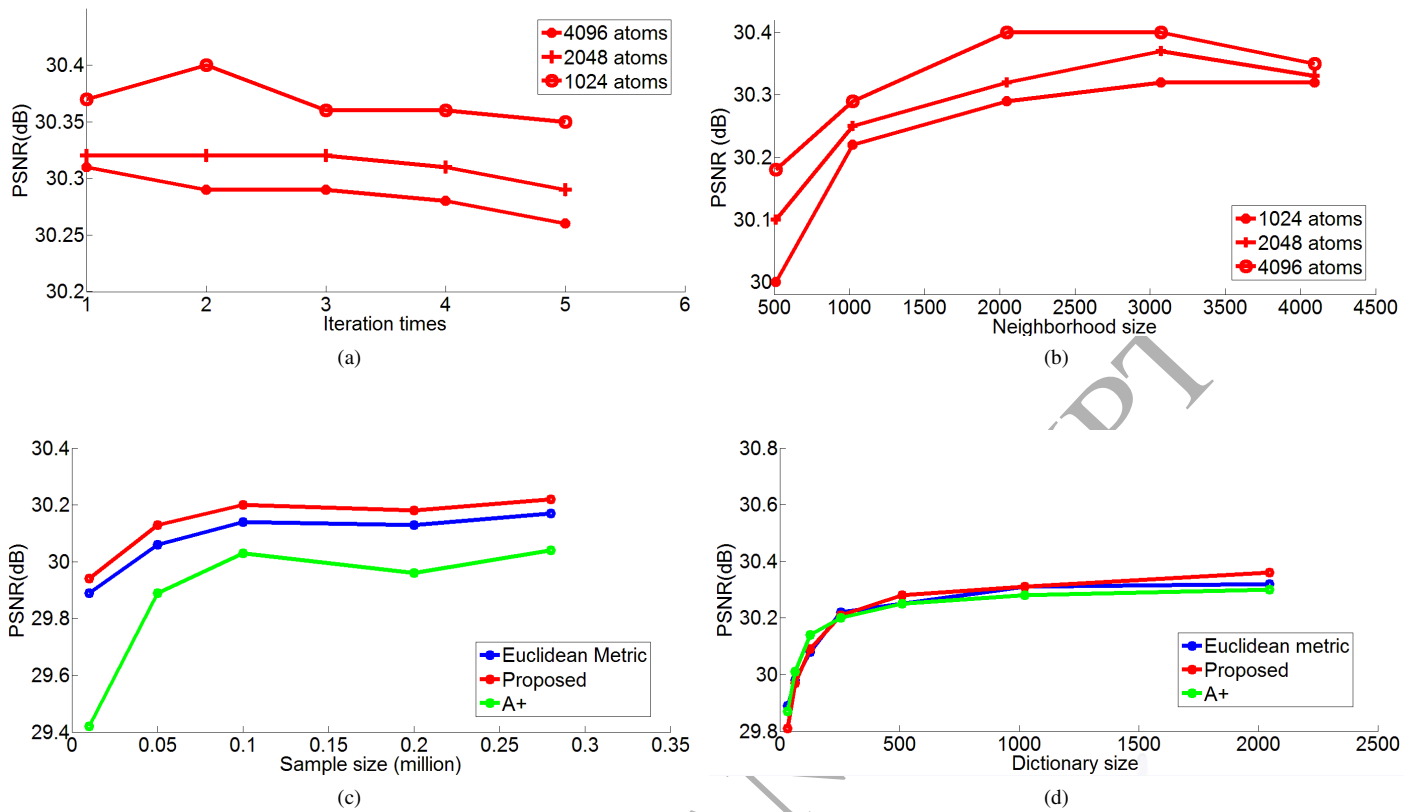 30.4
30.35
30.3
30.25
30.2
PSNR(dB)
1
2
3
4
5
6
Iteration times
4096 atoms
2048 atoms
1024 atoms
(a)
30.4
30.3
30.2
30.1
30
PSNR (dB)
500
1000
1500
2000
2500
3000
3500
4000
4500
Neighborhood size
1024 atoms
2048 atoms
4096 atoms
(b)
30.4
30.2
30
29.8
29.6
29.4
PSNR(dB)
0
0.05
0.1
0.15
0.2
0.25
0.3
0.35
Sample size (million)
Euclidean Metric
Proposed
A+
(c)
30.8
30.6
30.4
30.2
30
29.8
PSNR(dB)
0
500
1000
1500
2000
2500
Dictionary size
Euclidean metric
Proposed
A+
(d)
PT